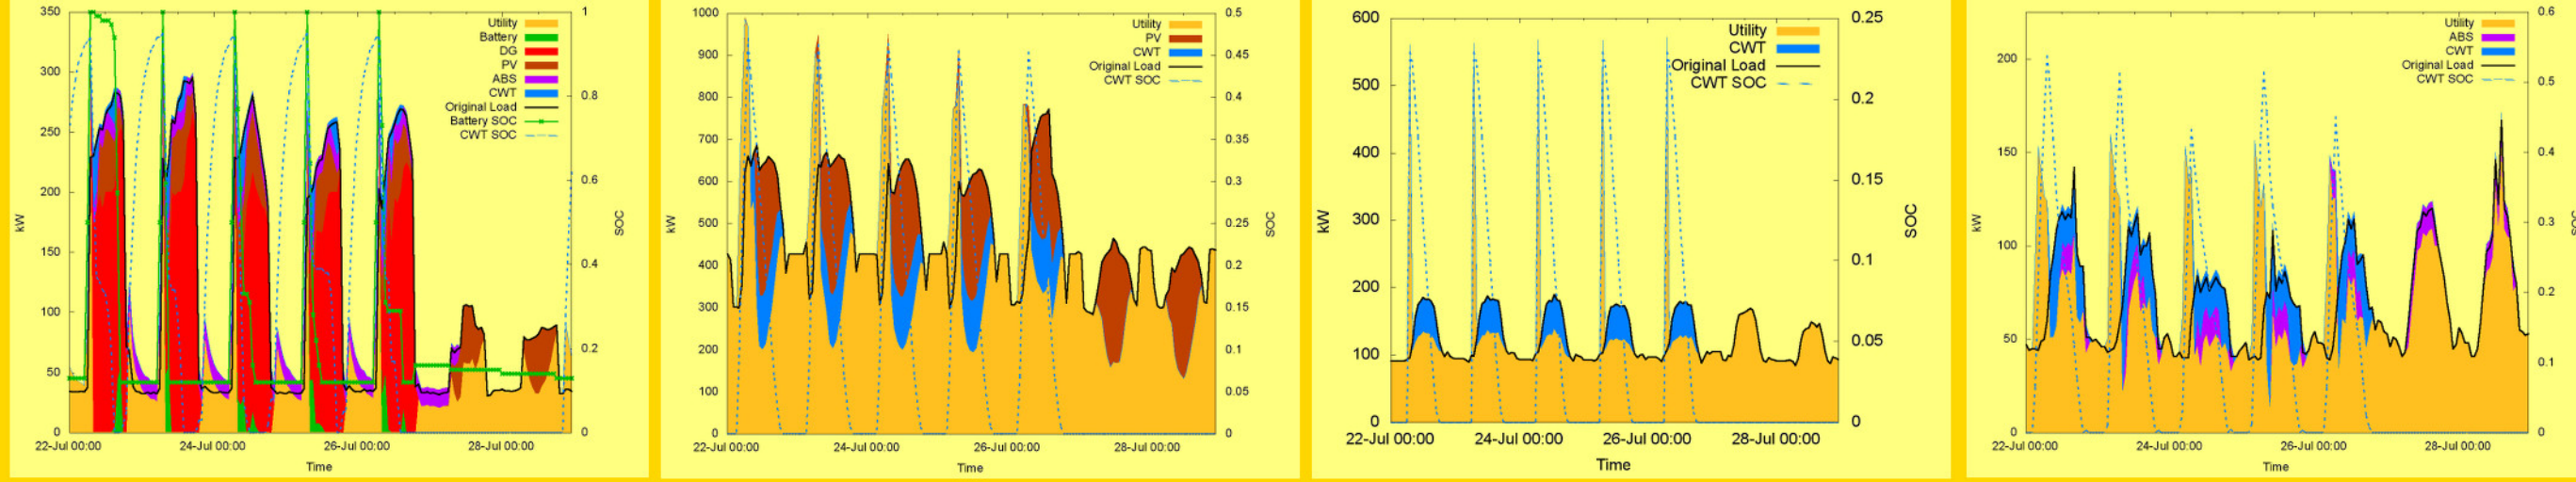 350
300
250
200
150
100
50
0
kW
1
0.8
0.6
0.4
0.2
0
SOC
Utility
Battery
DG
PV
ABS
CWT
Original Load
Battery SOC
CWT SOC
22-Jul 00:00 24-Jul 00:00 26-Jul 00:00 28-Jul 00:00
Time
1000
900
800
700
600
500
400
300
200
100
0
kW
0.5
0.45
0.4
0.35
0.3
0.25
0.2
0.15
0.1
0.05
0
SOC
Utility
PV
CWT
Original Load
CWT SOC
22-Jul 00:00 24-Jul 00:00 26-Jul 00:00 28-Jul 00:00
Time
600
500
400
300
200
100
0
kW
0.25
0.2
0.15
0.1
0.05
0
SOC
Utility
CWT
Original Load
CWT SOC
22-Jul 00:00 24-Jul 00:00 26-Jul 00:00 28-Jul 00:00
Time
200
150
100
50
0
kW
0.6
0.5
0.4
0.3
0.2
0.1
0
Utility
ABS
CWT
Original Load
CWT SOC
22-Jul 00:00 24-Jul 00:00 26-Jul 00:00 28-Jul 00:00
Time